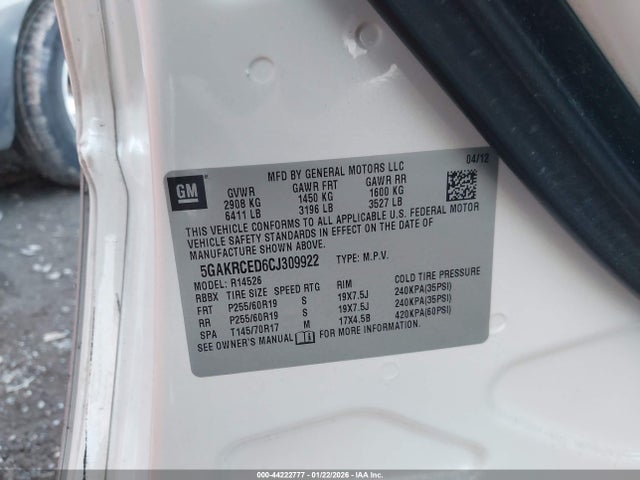 MFD BY GENERAL MOTORS LLC 04/12
GM
GVWR GAWR FRT GAWR RR
2908 KG 1450 KG 1600 KG
6411 LB 3196 LB 3527 LB
THIS VEHICLE CONFORMS TO ALL APPLICABLE U.S. FEDERAL MOTOR
VEHICLE SAFETY STANDARDS IN EFFECT ON THE DATE OF
MANUFACTURE SHOWN ABOVE.
5GAKRCED6CJ309922 TYPE: M.P.V.
MODEL: R14526
RBBX TIRE SIZE SPEED RTG RIM COLD TIRE PRESSURE
FRT P255/60R19 S 19X7.5J 240KPA(35PSI)
RR P255/60R19 S 19X7.5J 240KPA(35PSI)
SPA T145/70R17 M 17X4.5B 420KPA(60PSI)
SEE OWNER'S MANUAL FOR MORE INFORMATION.
000-44222777 - 01/22/2026 - IAAI.COM